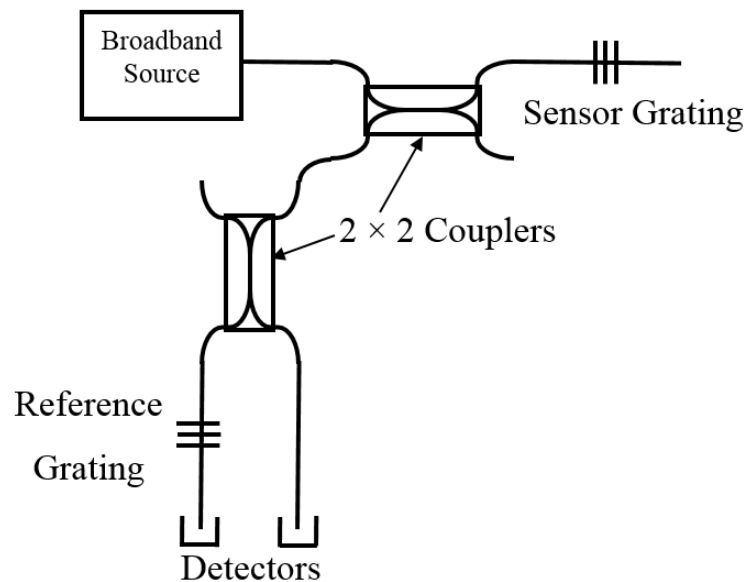 Broadband
Source
Sensor Grating
2 × 2 Couplers
Reference
Grating
Detectors